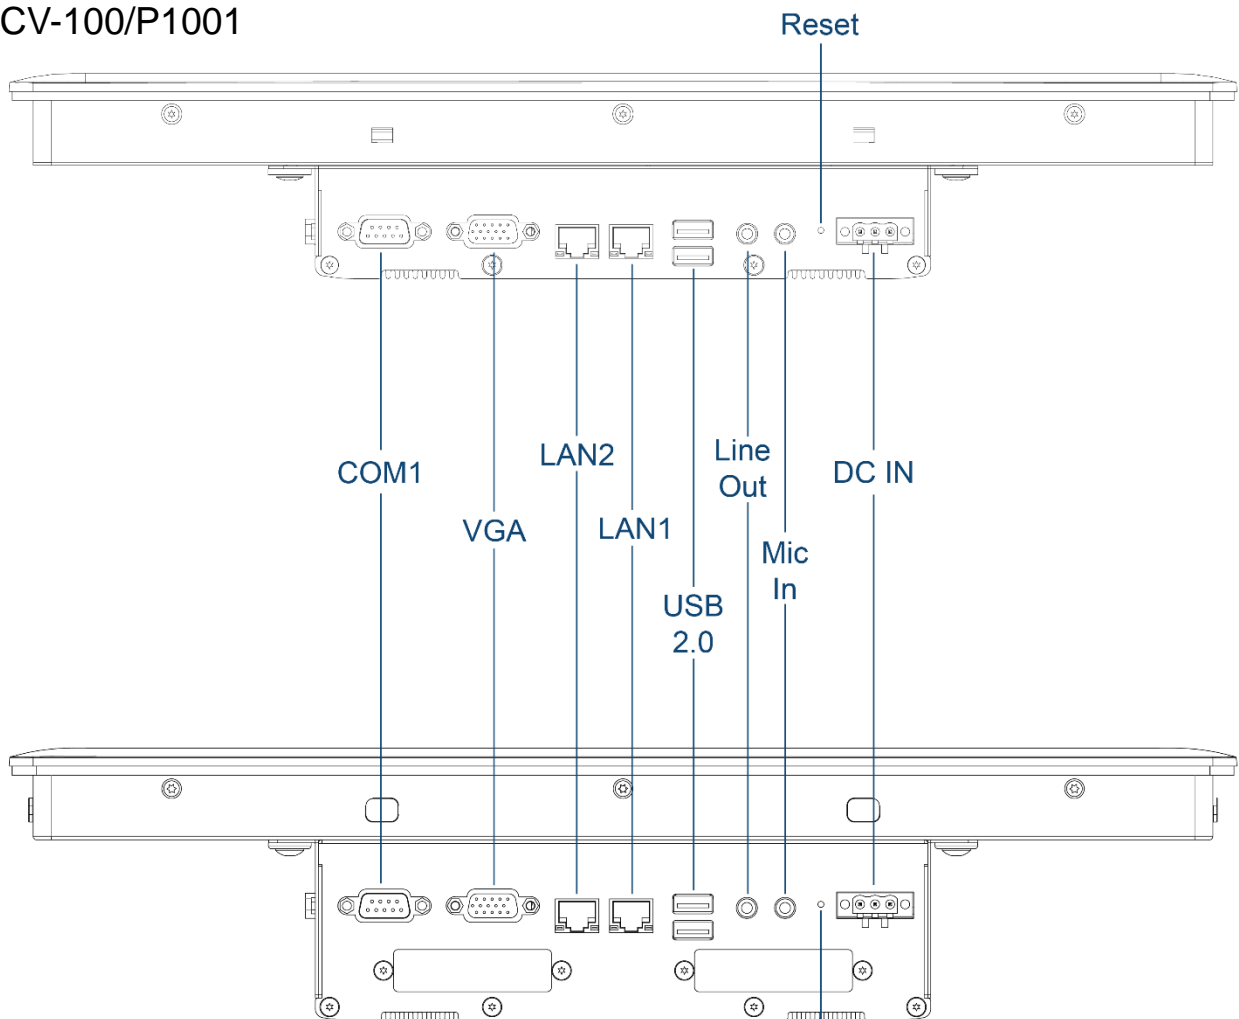 CV-100/P1001
Reset
COM1
VGA
LAN2
LAN1
USB
2.0
Line
Out
Mic
In
DC IN